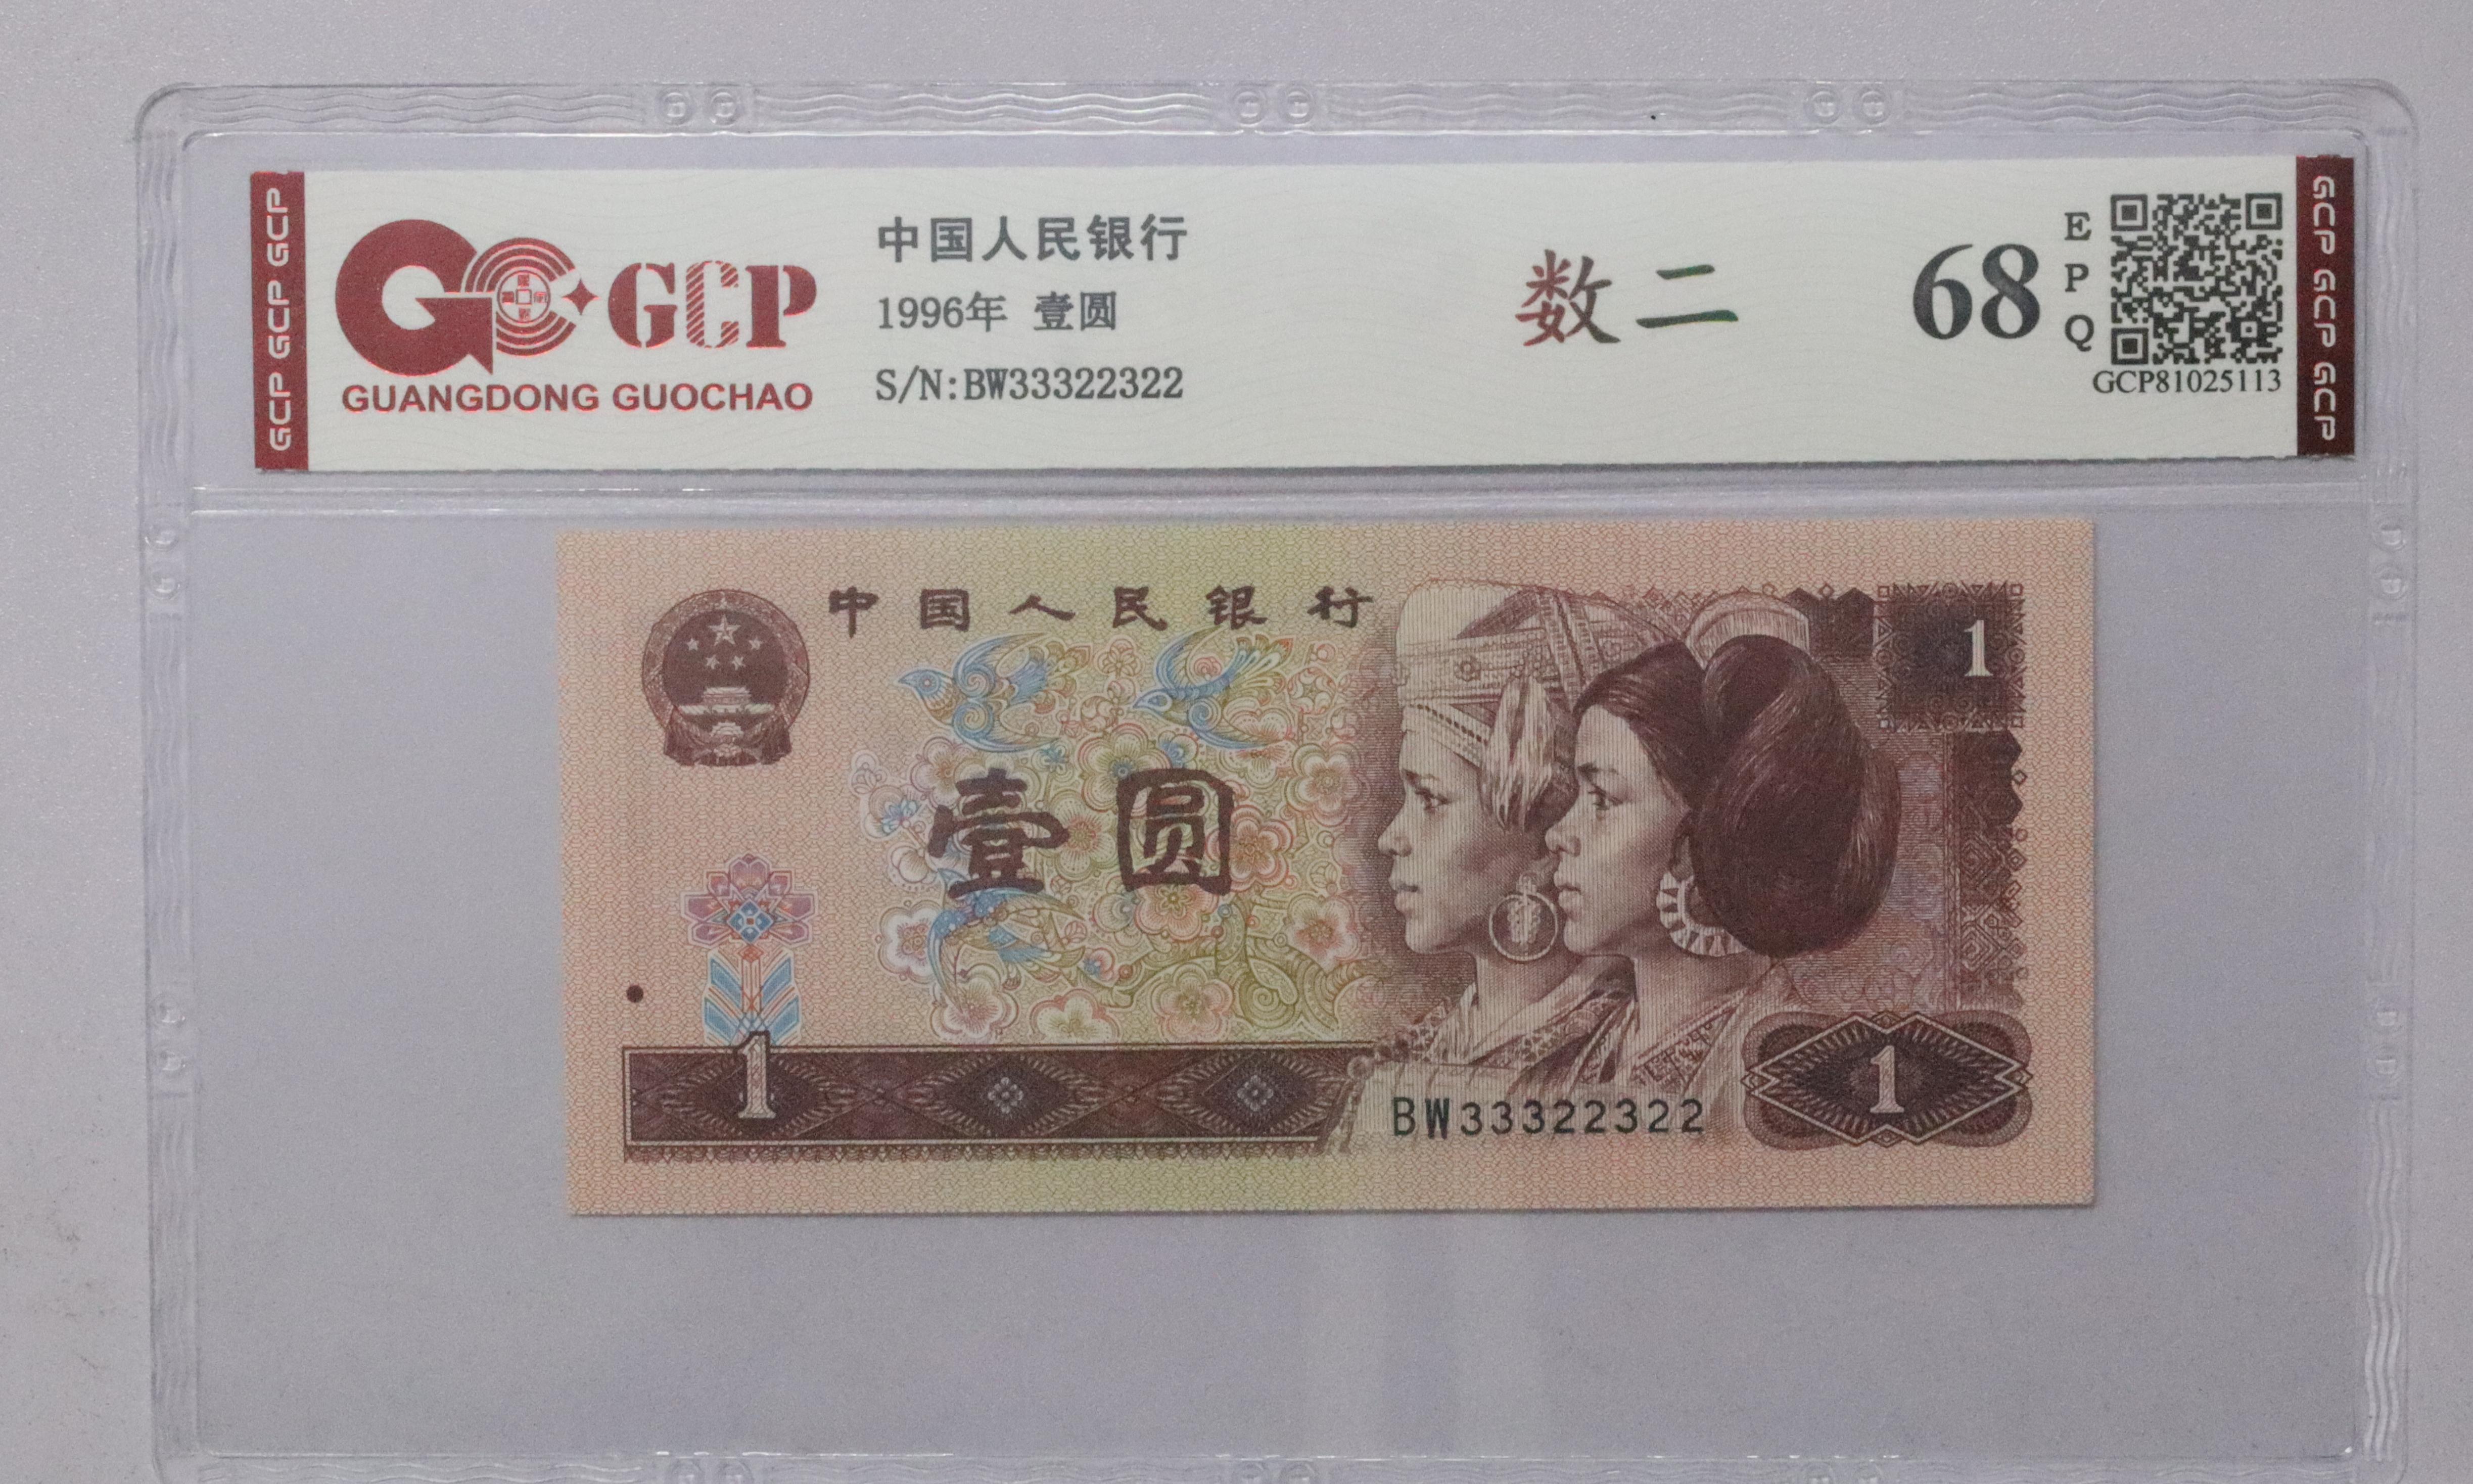 GCP GCP GCP
GCP
GUANGDONG GUOCHAO
中国人民银行
1996年 壹圆
S/N:BW33322322
数二
68
EPQ
GCP81025113
GCP GCP GCP
中国人民银行
1
壹圆
1
BW33322322
1